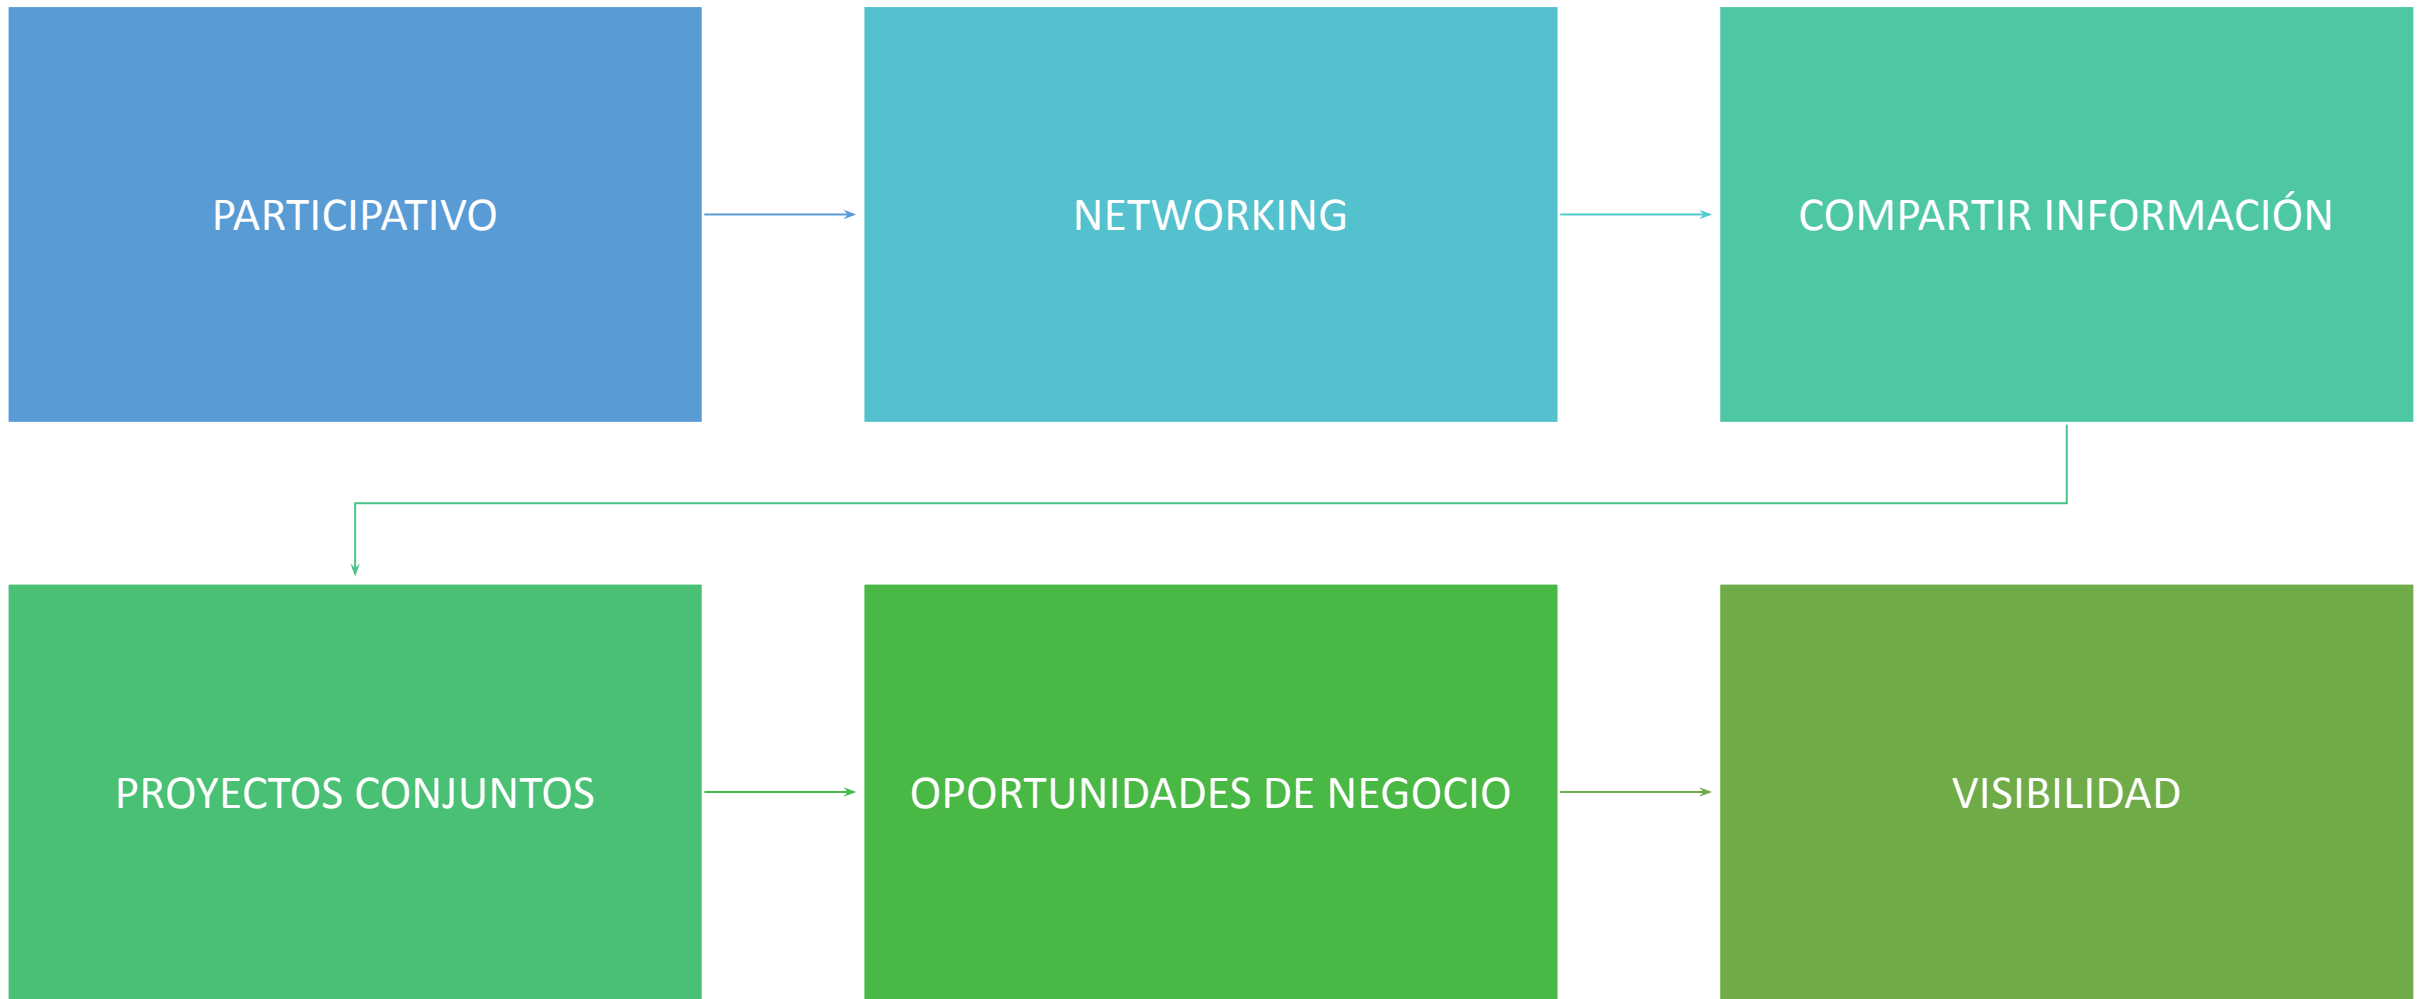 PARTICIPATIVO
NETWORKING
COMPARTIR INFORMACIÓN
PROYECTOS CONJUNTOS
OPORTUNIDADES DE NEGOCIO
VISIBILIDAD